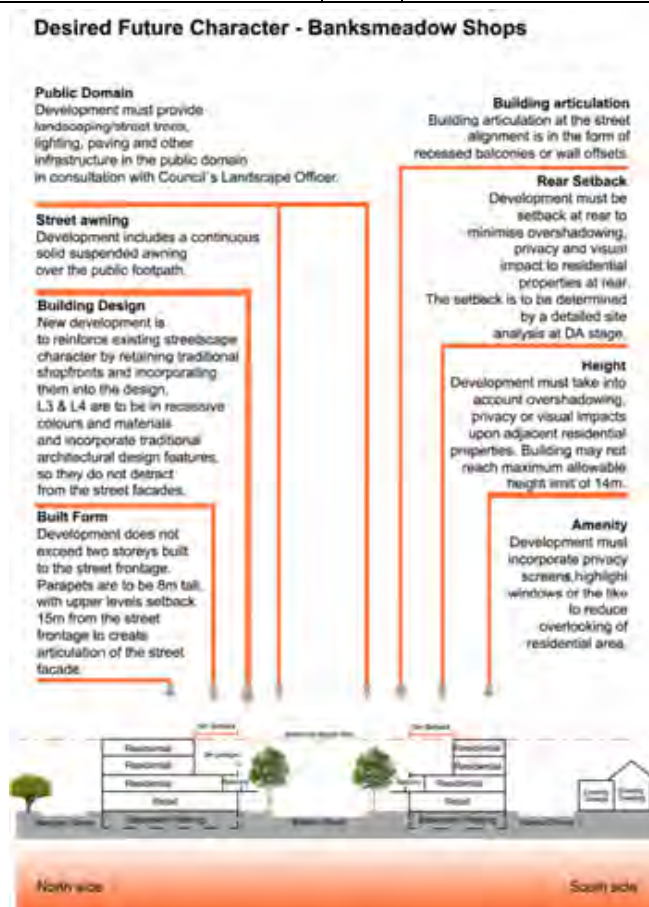 Desired Future Character - Banksmeadow Shops
Public Domain
Development must provide
landscaping/street trees,
lighting, paving and other
infrastructure in the public domain
in consultation with Council's Landscape Officer.
Street awning
Development includes a continuous
solid suspended awning
over the public footpath.
Building Design
New development is
to reinforce existing streetscape
character by retaining traditional
shopfronts and incorporating
them into the design.
L3 & L4 are to be in recessive
colours and materials
and incorporate traditional
architectural design features,
so they do not detract
from the street facades.
Built Form
Development does not
exceed two storeys built
to the street frontage.
Parapets are to be 8m tall,
with upper levels setback
15m from the street
frontage to create
articulation of the street
facade.
Building articulation
Building articulation at the street
alignment is in the form of
recessed balconies or wall offsets.
Rear Setback
Development must be
setback at rear to
minimise overshadowing,
privacy and visual
impact to residential
properties at rear.
The setback is to be determined
by a detailed site
analysis at DA stage.
Height
Development must take into
account overshadowing,
privacy or visual impacts
upon adjacent residential
properties. Building may not
reach maximum allowable
height limit of 14m.
Amenity
Development must
incorporate privacy
screens, highlight
windows or the like
to reduce
overlooking of
residential area.
Residential
Residential
Residential
Retail
Residential
Residential
Residential
Retail
North side
South side